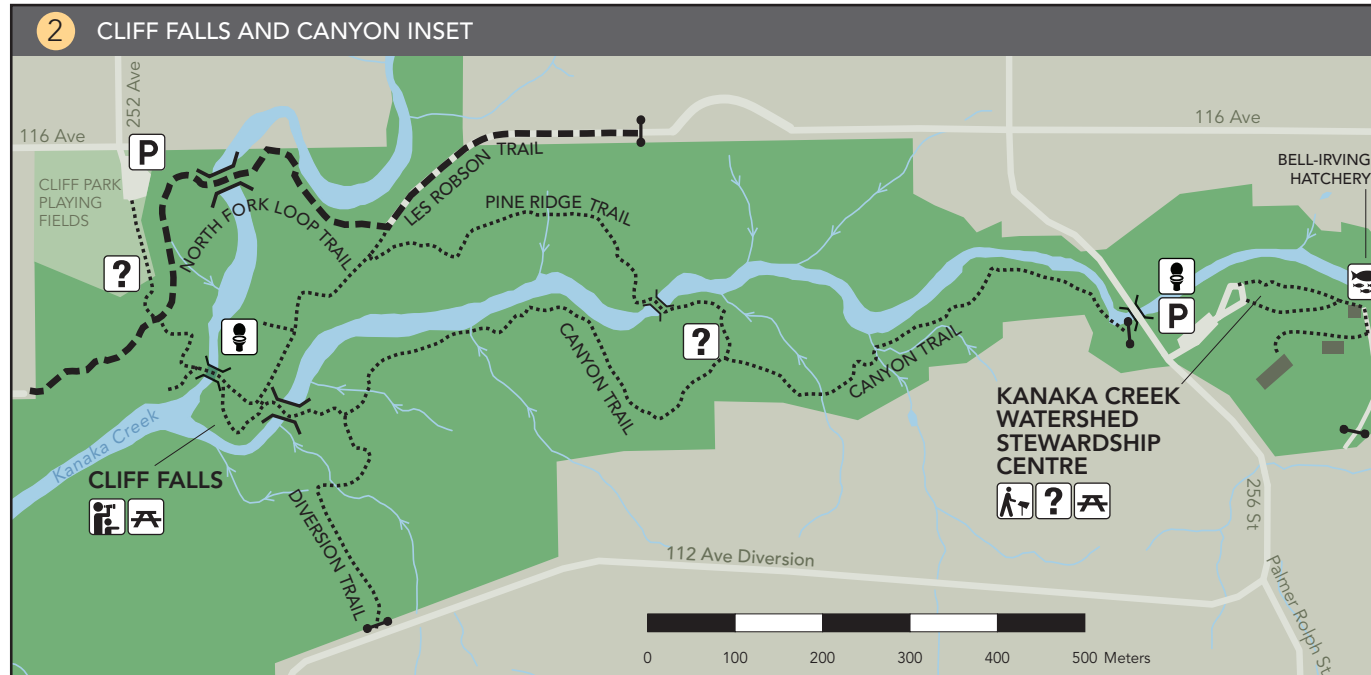 2 CLIFF FALLS AND CANYON INSET
252 Ave
116 Ave
116 Ave
P
CLIFF PARK
PLAYING
FIELDS
?
NORTH FORK LOOP TRAIL
LES ROBSON TRAIL
PINE RIDGE TRAIL
BELL-IRVING
HATCHERY
P
?
CANYON TRAIL
CANYON TRAIL
Kanaka Creek
CLIFF FALLS
DIVERSION TRAIL
KANAKA CREEK
WATERSHED
STEWARDSHIP
CENTRE
?
256 St
112 Ave Diversion
Palmer Rolph St
0 100 200 300 400 500 Meters